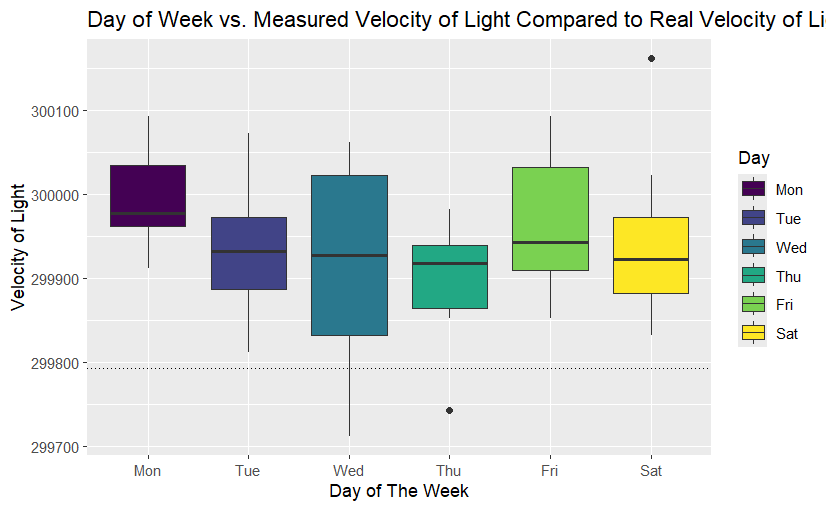 Day of Week vs. Measured Velocity of Light Compared to Real Velocity of Li
Velocity of Light
300100
300000
299900
299800
299700
Mon
Tue
Wed
Thu
Fri
Sat
Day of The Week
Day
Mon
Tue
Wed
Thu
Fri
Sat